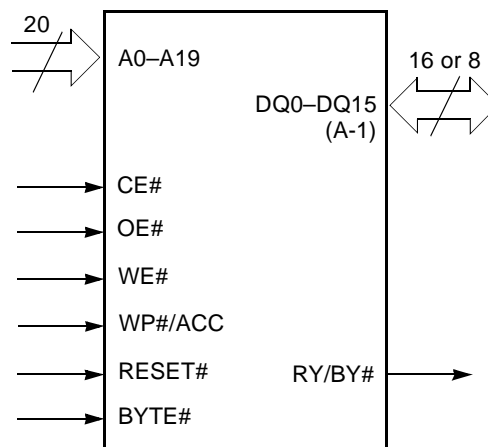 20
A0–A19
16 or 8
DQ0–DQ15
(A-1)
CE#
OE#
WE#
WP#/ACC
RESET#
RY/BY#
BYTE#